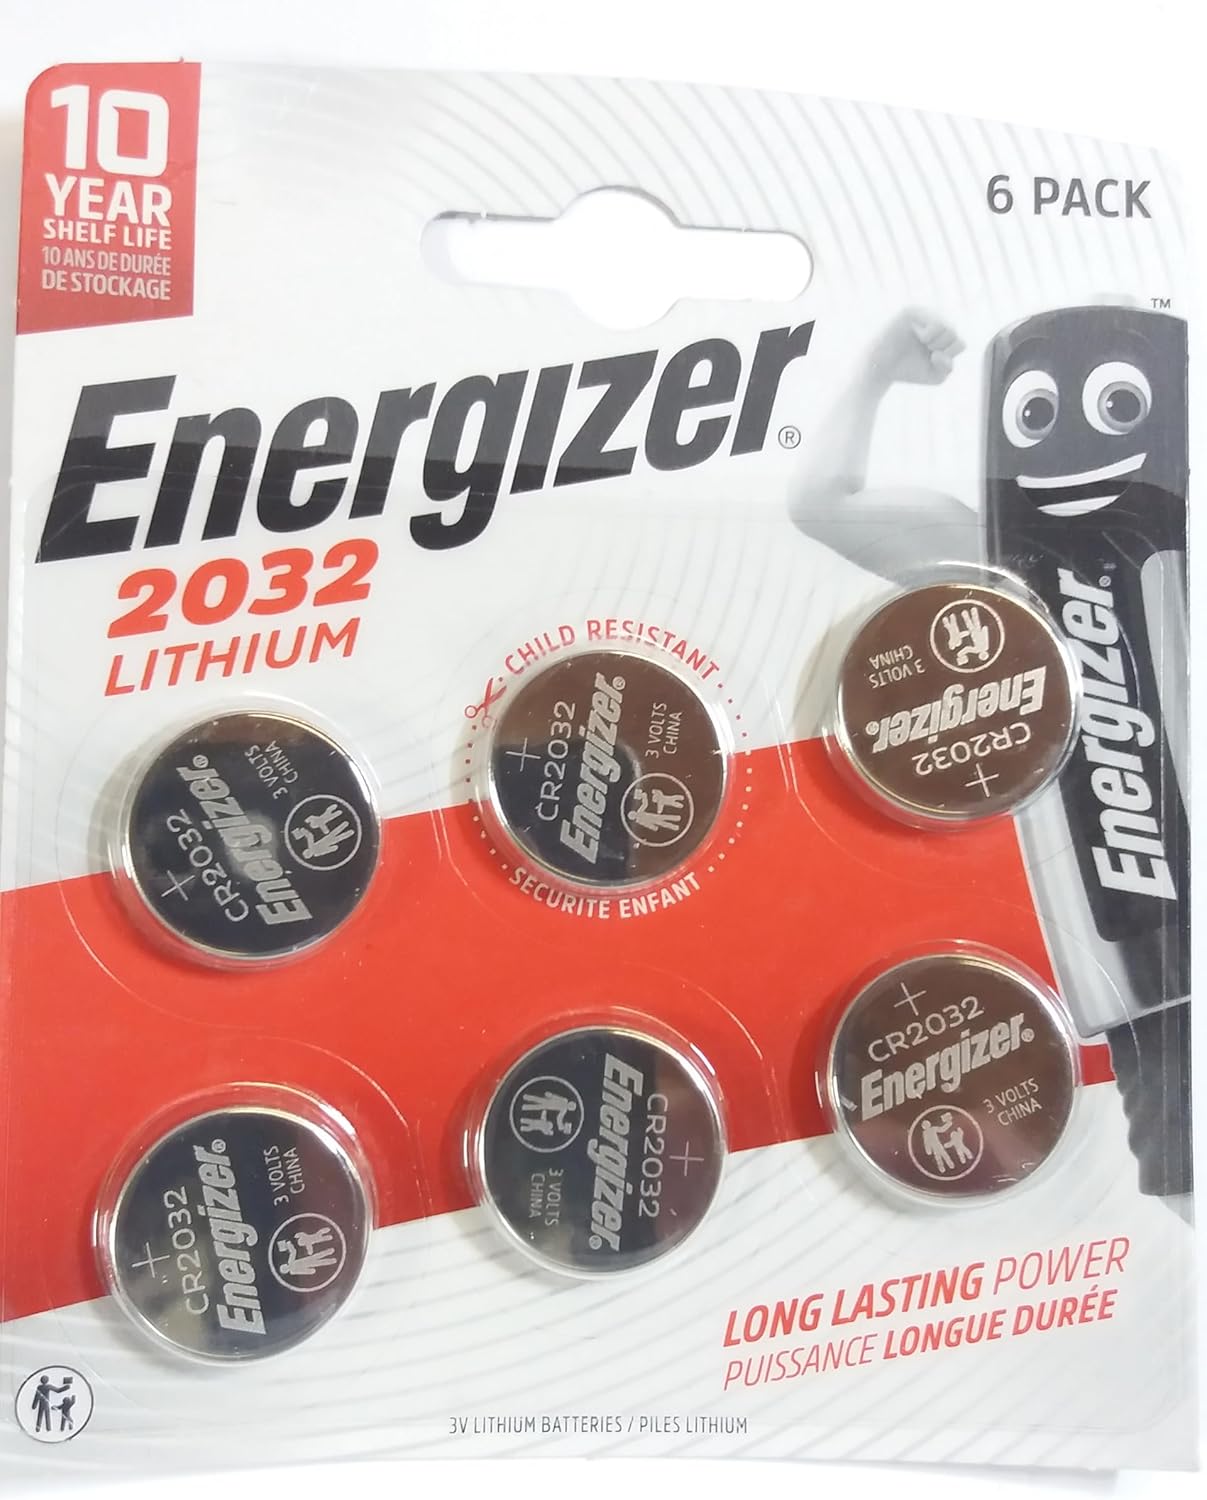 10
YEAR
SHELF LIFE
10 ANS DE DURÉE
DE STOCKAGE
6 PACK
™
Energizer®
2032
LITHIUM
CHILD RESISTANT
SECURITE ENFANT
Energizer®
+
CR2032
Energizer®
3 VOLTS
CHINA
+
CR2032
Energizer®
3 VOLTS
CHINA
+
CR2032
Energizer®
3 VOLTS
CHINA
+
CR2032
Energizer®
3 VOLTS
CHINA
+
CR2032
Energizer®
3 VOLTS
CHINA
+
CR2032
Energizer®
3 VOLTS
CHINA
LONG LASTING POWER
PUISSANCE LONGUE DURÉE
3V LITHIUM BATTERIES / PILES LITHIUM